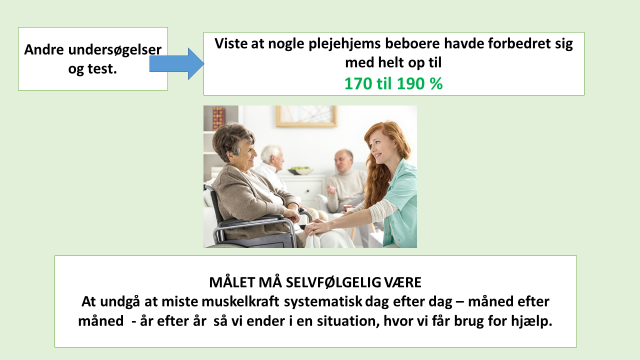 Andre undersøgelser
og test.
Viste at nogle plejehjems beboere havde forbedret sig
med helt op til
170 til 190 %
MÅLET MÅ SELVFØLGELIG VÆRE
At undgå at miste muskelkraft systematisk dag efter dag – måned efter
måned - år efter år så vi ender i en situation, hvor vi får brug for hjælp.